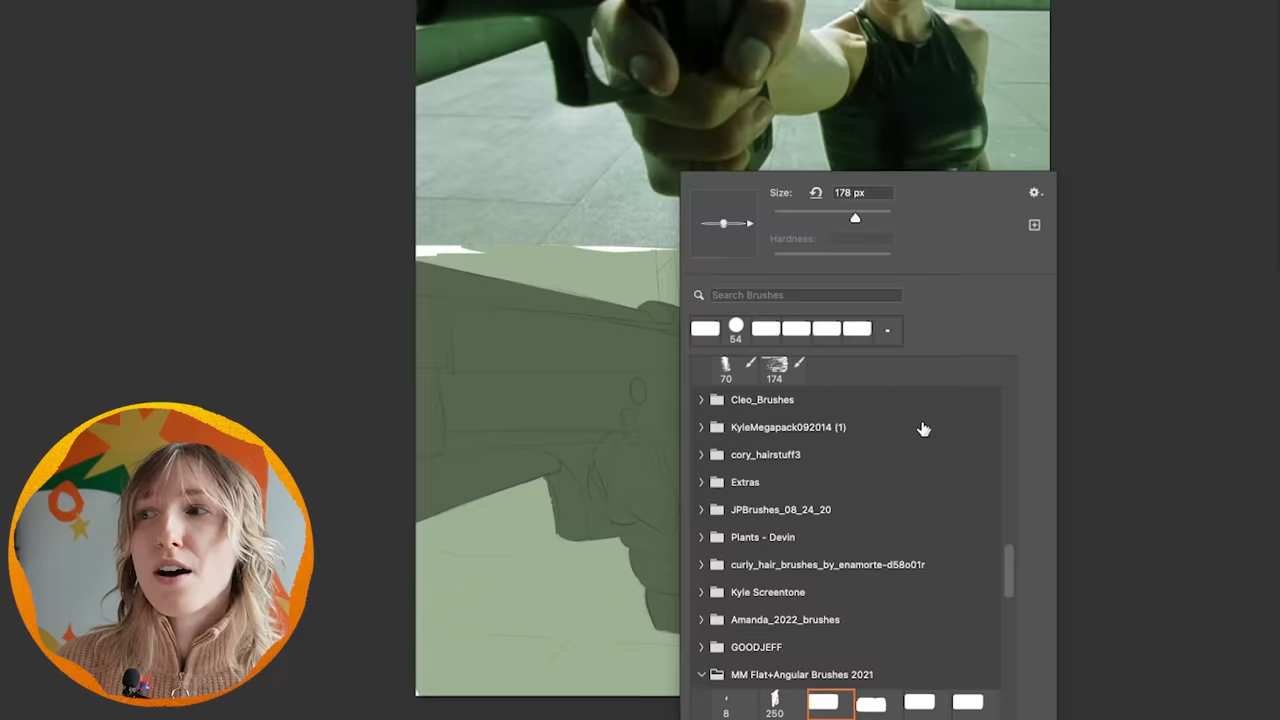 Size:
178 px
Hardness:
Search Brushes
54
70
174
Cleo_Brushes
KyleMegapack092014 (1)
cory_hairstuff3
Extras
JPBrushes_08_24_20
Plants - Devin
curly_hair_brushes_by_enamorte-d58o01r
Kyle Screentone
Amanda_2022_brushes
GOODJEFF
MM Flat+Angular Brushes 2021
8
250